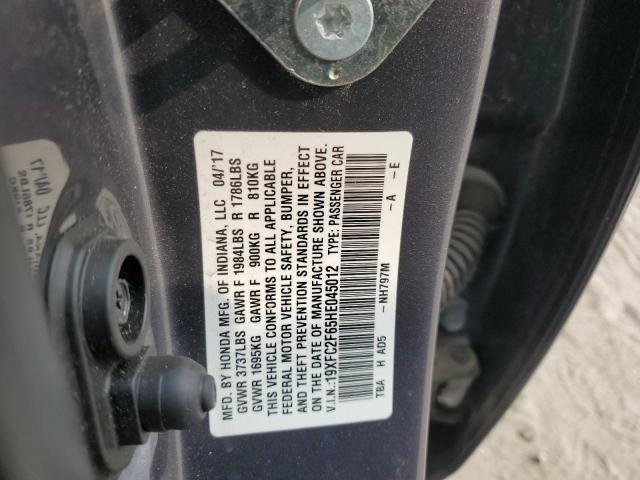 MFD. BY HONDA MFG. OF INDIANA, LLC 04/'17
GVWR 3737LBS GAWR F 1984LBS R 1786LBS
GVWR 1695KG GAWR F 900KG R 810KG
THIS VEHICLE CONFORMS TO ALL APPLICABLE
FEDERAL MOTOR VEHICLE SAFETY, BUMPER,
AND THEFT PREVENTION STANDARDS IN EFFECT
ON THE DATE OF MANUFACTURE SHOWN ABOVE.
V.I.N.:19XFC2F65HE045012 TYPE: PASSENGER CAR
-NH797M -A -E
TBA H AD5